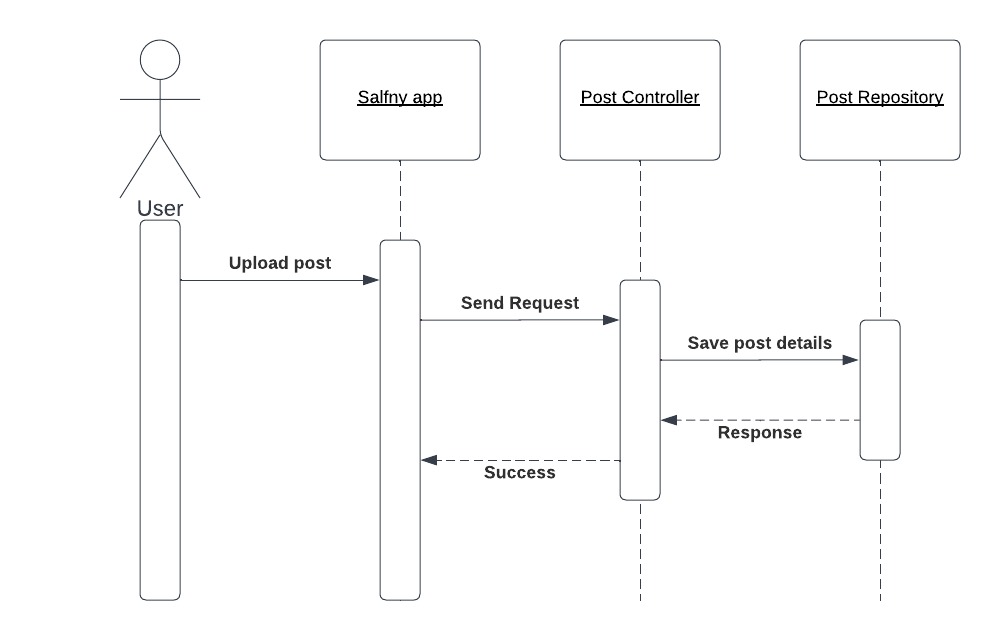 Salfny app
Post Controller
Post Repository
User
Upload post
Send Request
Save post details
Response
Success